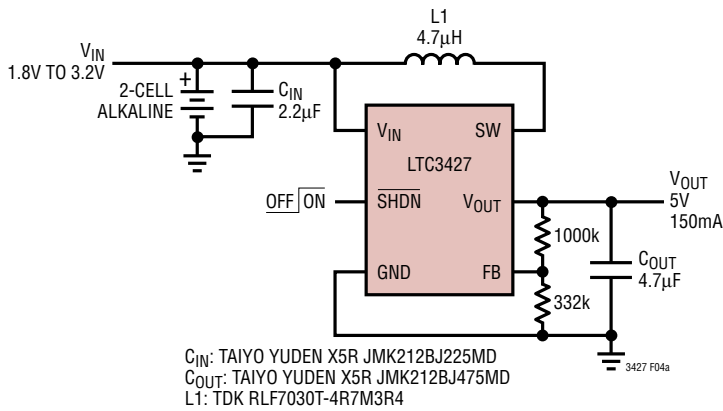 L1
4.7µH
VIN
1.8V TO 3.2V
+
2-CELL
ALKALINE
CIN
2.2µF
VIN
SW
LTC3427
OFF ON
SHDN
VOUT
VOUT
5V
150mA
1000k
GND
FB
COUT
4.7µF
332k
3427 F04a
CIN: TAIYO YUDEN X5R JMK212BJ225MD
COUT: TAIYO YUDEN X5R JMK212BJ475MD
L1: TDK RLF7030T-4R7M3R4